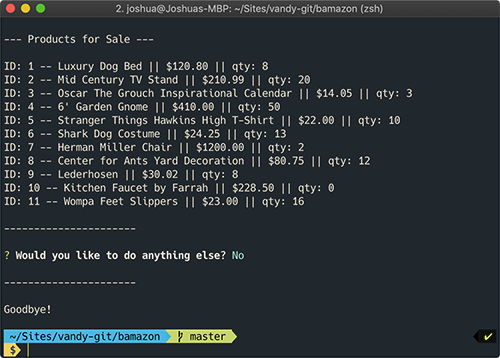 2. joshua@Joshuas-MBP: ~/Sites/vandy-git/bamazon (zsh)
--- Products for Sale ---
ID: 1 -- Luxury Dog Bed || $120.80 || qty: 8
ID: 2 -- Mid Century TV Stand || $210.99 || qty: 20
ID: 3 -- Oscar The Grouch Inspirational Calendar || $14.05 || qty: 3
ID: 4 -- 6' Garden Gnome || $410.00 || qty: 50
ID: 5 -- Stranger Things Hawkins High T-Shirt || $22.00 || qty: 10
ID: 6 -- Shark Dog Costume || $24.25 || qty: 13
ID: 7 -- Herman Miller Chair || $1200.00 || qty: 2
ID: 8 -- Center for Ants Yard Decoration || $80.75 || qty: 12
ID: 9 -- Lederhosen || $30.02 || qty: 8
ID: 10 -- Kitchen Faucet by Farrah || $228.50 || qty: 0
ID: 11 -- Wompa Feet Slippers || $23.00 || qty: 16
----------------------
? Would you like to do anything else? No
----------------------
Goodbye!
~/Sites/vandy-git/bamazon master ✔
$